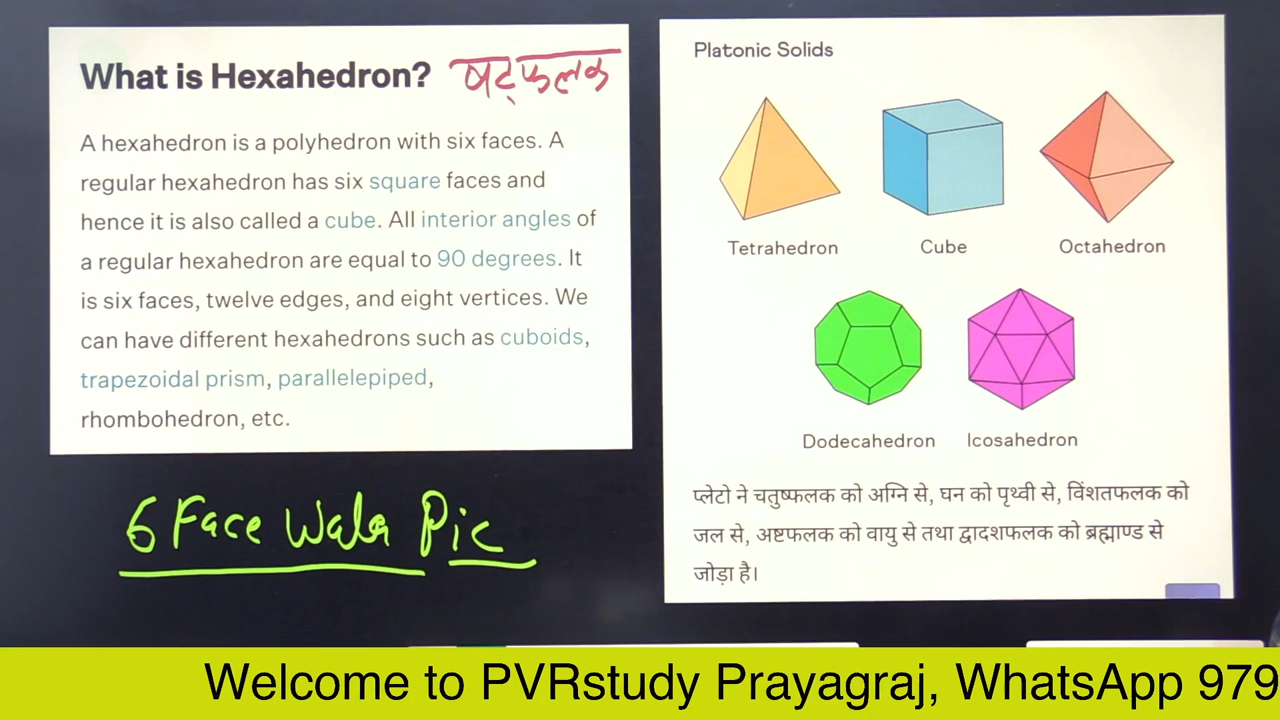 What is Hexahedron? षट्फलक
A hexahedron is a polyhedron with six faces. A
regular hexahedron has six square faces and
hence it is also called a cube. All interior angles of
a regular hexahedron are equal to 90 degrees. It
is six faces, twelve edges, and eight vertices. We
can have different hexahedrons such as cuboids,
trapezoidal prism, parallelepiped,
rhombohedron, etc.
6 Face Wala Pic
Platonic Solids
Tetrahedron Cube Octahedron
Dodecahedron Icosahedron
प्लेटो ने चतुष्फलक को अग्नि से, घन को पृथ्वी से, विंशतफलक को
जल से, अष्टफलक को वायु से तथा द्वादशफलक को ब्रह्माण्ड से
जोड़ा है।
Welcome to PVRstudy Prayagraj, WhatsApp 979